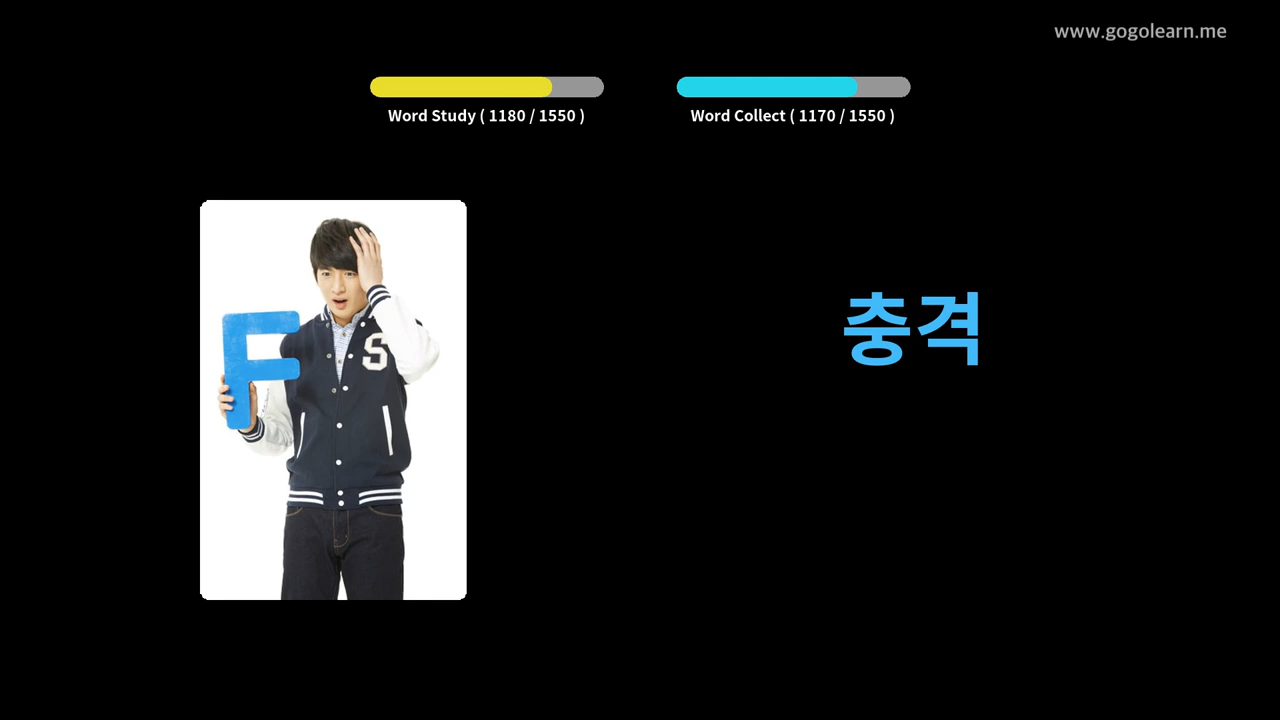 www.gogolearn.me
Word Study ( 1180 / 1550 )
Word Collect ( 1170 / 1550 )
F
S
충격